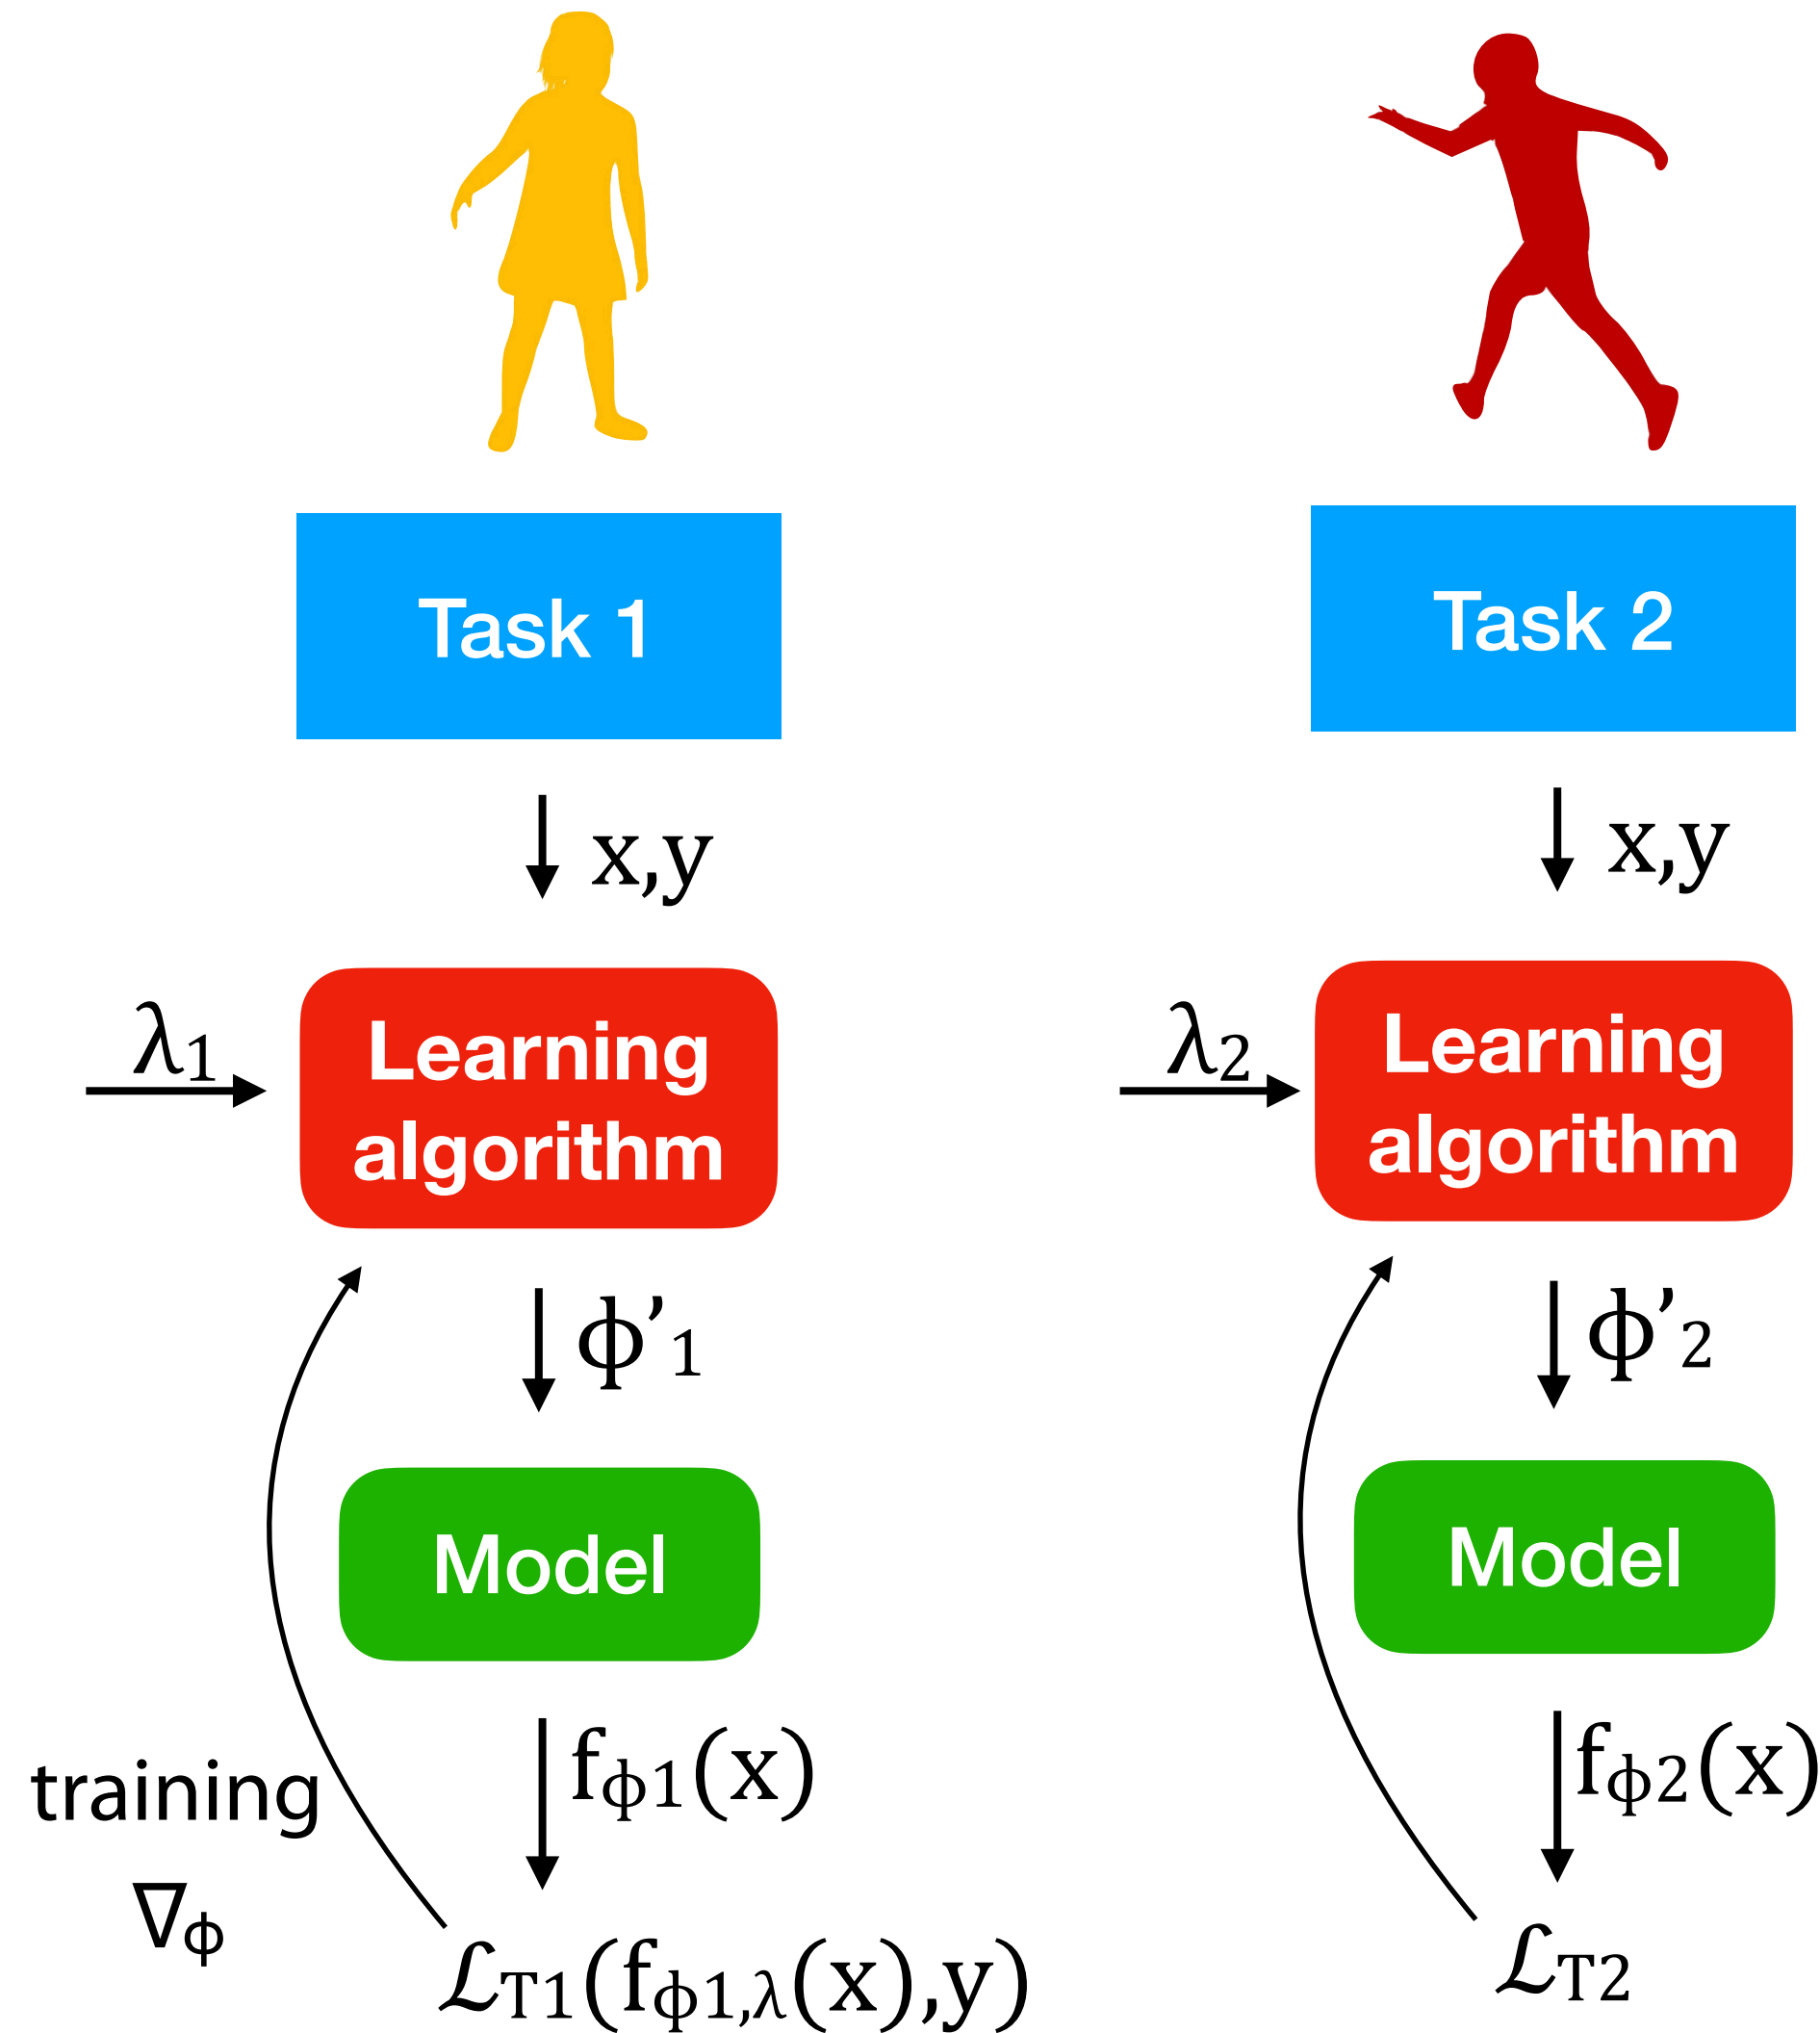 Task 1
x,y
λ1
Learning
algorithm
ϕ’1
Model
fϕ1(x)
training
∇ϕ
ℒT1(fϕ1,λ(x),y)
Task 2
x,y
λ2
Learning
algorithm
ϕ’2
Model
fϕ2(x)
ℒT2